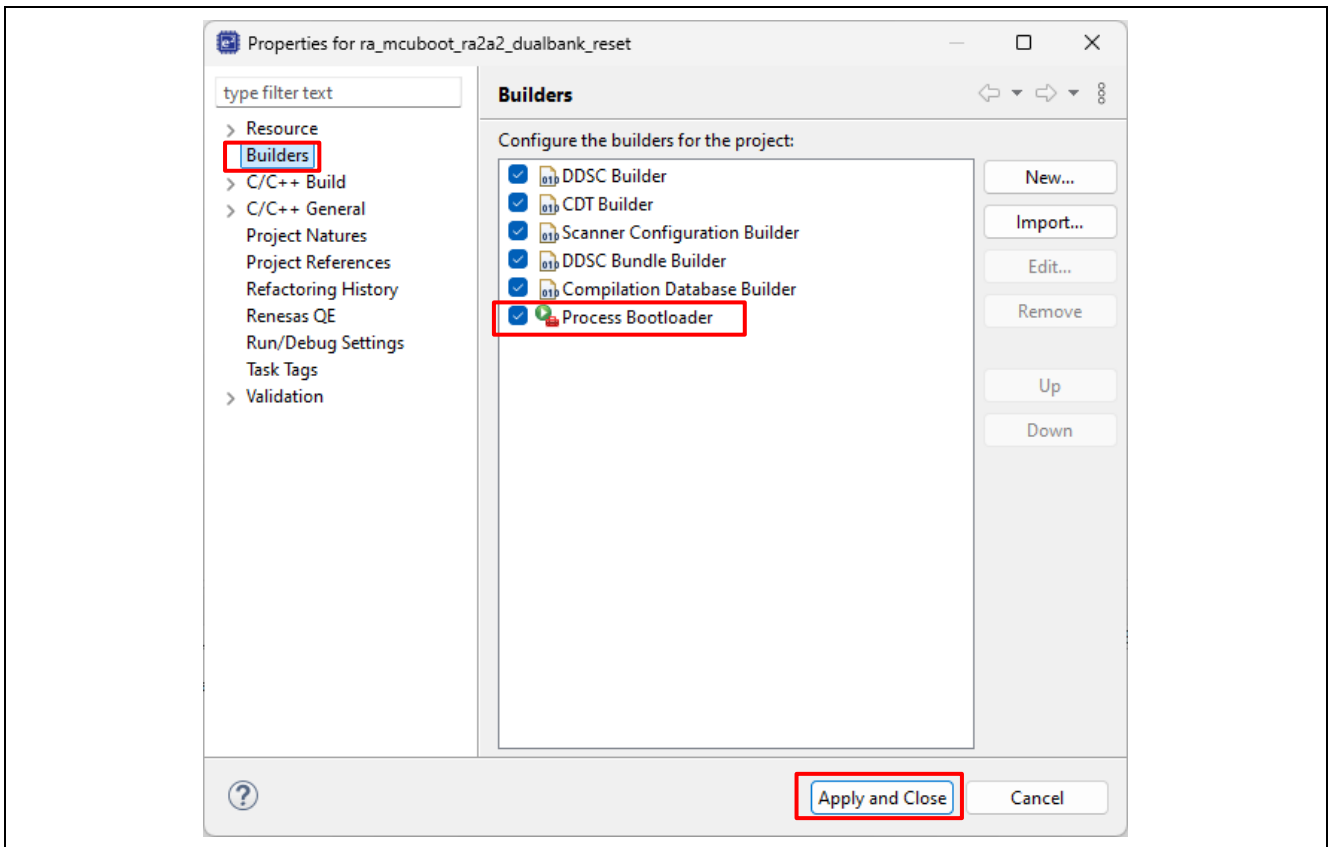 Properties for ra_mcuboot_ra2a2_dualbank_reset
type filter text
Resource
Builders
C/C++ Build
C/C++ General
Project Natures
Project References
Refactoring History
Renesas QE
Run/Debug Settings
Task Tags
Validation
Builders
Configure the builders for the project:
DDSC Builder
CDT Builder
Scanner Configuration Builder
DDSC Bundle Builder
Compilation Database Builder
Process Bootloader
New...
Import...
Edit...
Remove
Up
Down
Apply and Close
Cancel